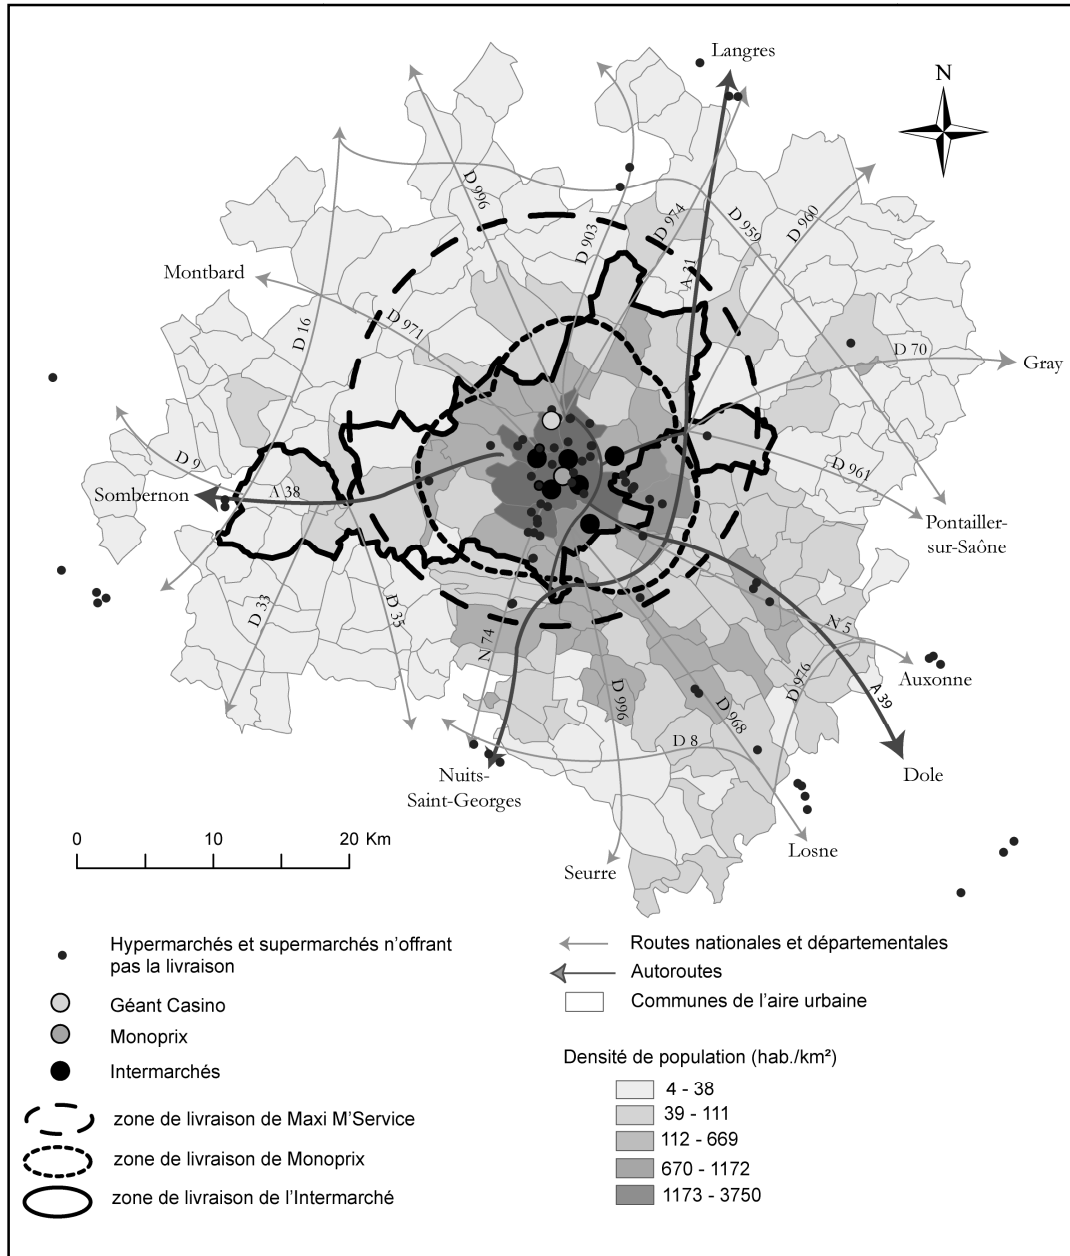 Langres
N
D 996
D 903
D 974
D 959
D 960
A 31
Montbard
D 971
D 16
D 70
Gray
D 9
Sombernon
A 38
D 961
Pontailler-
sur-Saône
D 33
D 35
N 74
N 5
Auxonne
D 976
A 39
D 996
D 968
D 8
Dole
Nuits-
Saint-Georges
Losne
Seurre
0 10 20 Km
Hypermarchés et supermarchés n'offrant
pas la livraison
Géant Casino
Monoprix
Intermarchés
zone de livraison de Maxi M'Service
zone de livraison de Monoprix
zone de livraison de l'Intermarché
Routes nationales et départementales
Autoroutes
Communes de l'aire urbaine
Densité de population (hab./km²)
4 - 38
39 - 111
112 - 669
670 - 1172
1173 - 3750